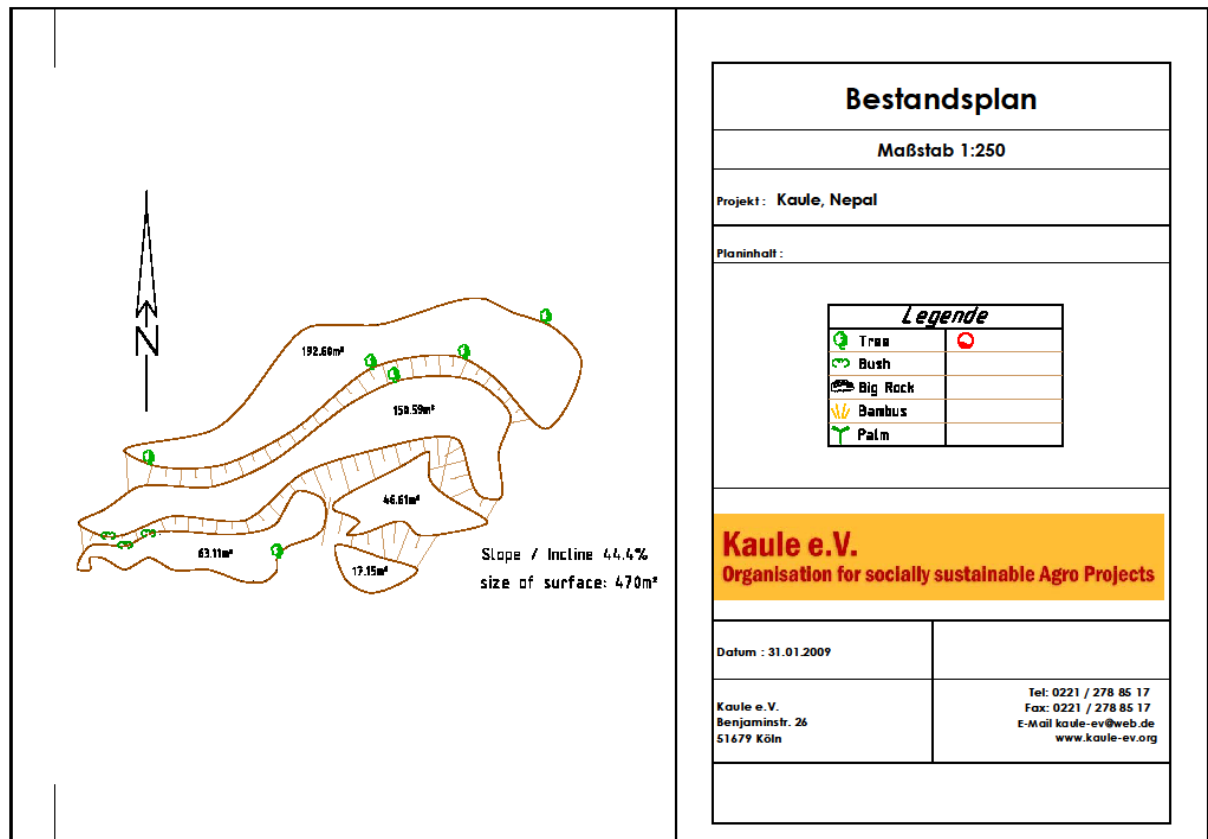 N
192.60m²
150.59m²
46.61m²
63.11m²
17.15m²
Slope / Incline 44.4%
size of surface: 470m²
Bestandsplan
Maßstab 1:250
Projekt : Kaule, Nepal
Planinhalt :
Legende
Tree
Bush
Big Rock
Bambus
Palm
Kaule e.V.
Organisation for socially sustainable Agro Projects
Datum : 31.01.2009
Kaule e.V.
Benjaminstr. 26
51679 Köln
Tel: 0221 / 278 85 17
Fax: 0221 / 278 85 17
E-Mail kaule-ev@web.de
www.kaule-ev.org